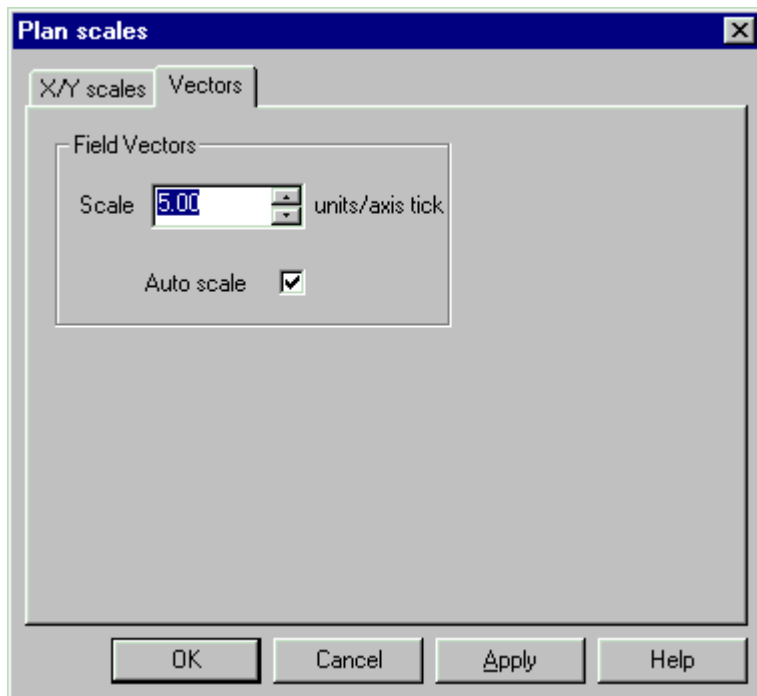 Plan scales
X/Y scales Vectors
Field Vectors
Scale 5.00 units/axis tick
Auto scale
OK Cancel Apply Help